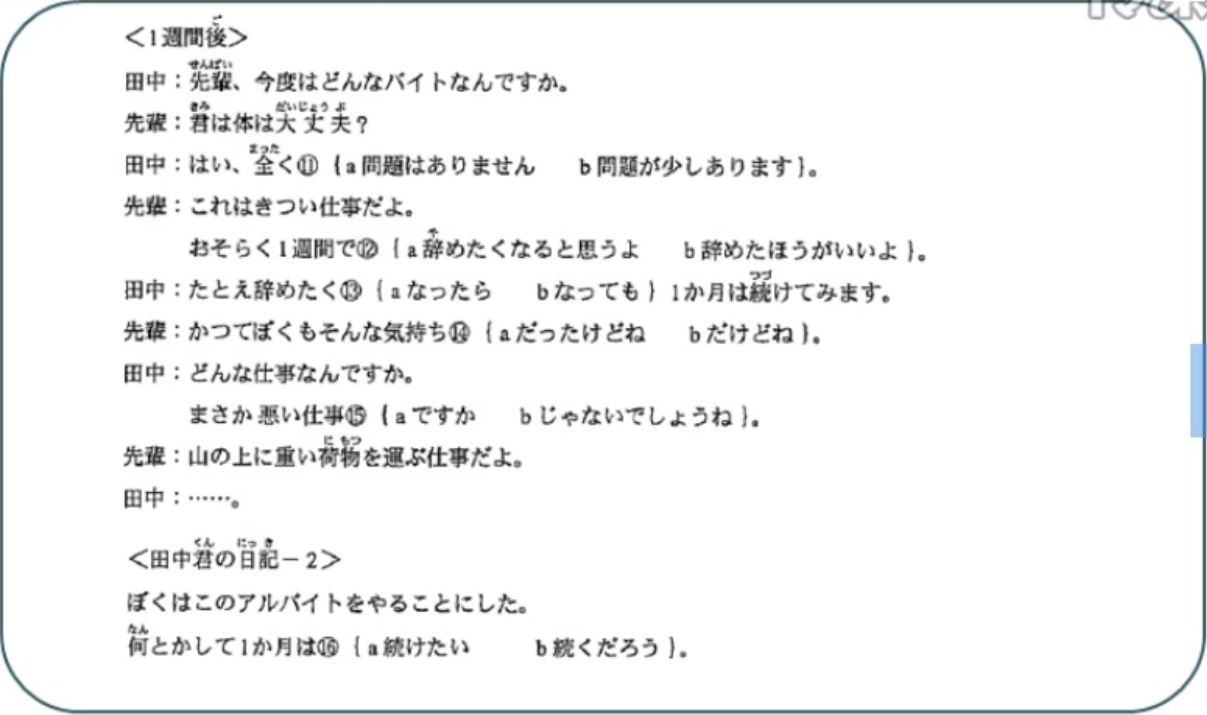 ＜1週間後＞
田中：先輩、今度はどんなバイトなんですか。
先輩：君は体は大丈夫？
田中：はい、全く⑪｛a 問題はありません　b 問題が少しあります｝。
先輩：これはきつい仕事だよ。
おそらく1週間で⑫｛a 辞めたくなると思うよ　b 辞めたほうがいいよ｝。
田中：たとえ辞めたく⑬｛a なったら　b なっても｝1か月は続けてみます。
先輩：かつてぼくもそんな気持ち⑭｛a だったけどね　b だけどね｝。
田中：どんな仕事なんですか。
まさか 悪い仕事⑮｛a ですか　b じゃないでしょうね｝。
先輩：山の上に重い荷物を運ぶ仕事だよ。
田中：……。
＜田中君の日記－2＞
ぼくはこのアルバイトをやることにした。
何とかして1か月は⑯｛a 続けたい　b 続くだろう｝。